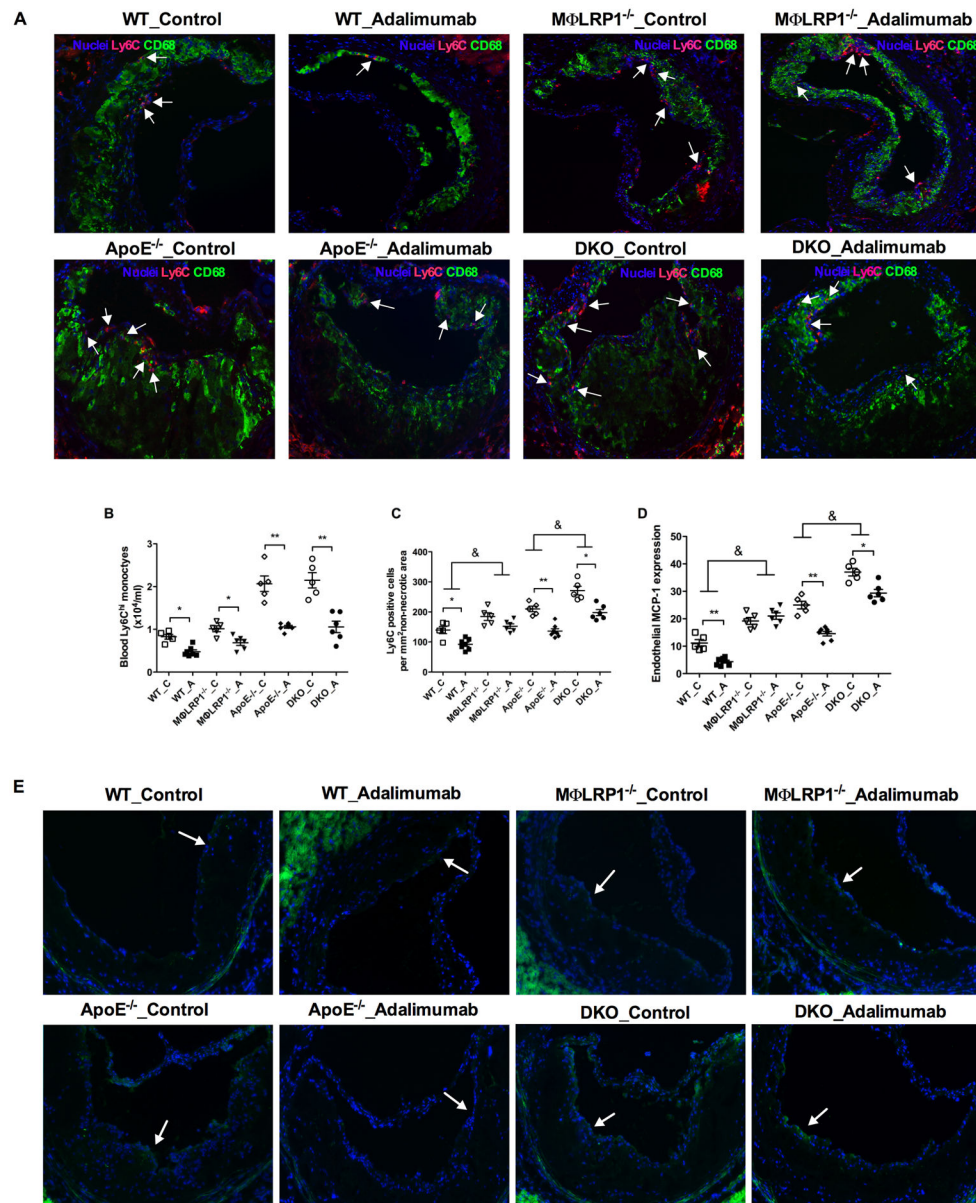 A
WT_Control
WT_Adalimumab
MΦLRP1-/-_Control
MΦLRP1-/-_Adalimumab
Nuclei Ly6C CD68
Nuclei Ly6C CD68
Nuclei Ly6C CD68
Nuclei Ly6C CD68
ApoE-/-_Control
ApoE-/-_Adalimumab
DKO_Control
DKO_Adalimumab
Nuclei Ly6C CD68
Nuclei Ly6C CD68
Nuclei Ly6C CD68
Nuclei Ly6C CD68
B
Blood Ly6Chi monoctyes
(x104/ml)
3
2
1
0
*
*
**
**
WT_C
WT_A
MΦLRP1-/-_C
MΦLRP1-/-_A
ApoE-/-_C
ApoE-/-_A
DKO_C
DKO_A
C
Ly6C positive cells
per mm2non-necrotic area
400
300
200
100
0
&
&
*
**
*
WT_C
WT_A
MΦLRP1-/-_C
MΦLRP1-/-_A
ApoE-/-_C
ApoE-/-_A
DKO_C
DKO_A
D
Endothelial MCP-1 expression
50
40
30
20
10
0
&
&
**
**
*
WT_C
WT_A
MΦLRP1-/-_C
MΦLRP1-/-_A
ApoE-/-_C
ApoE-/-_A
DKO_C
DKO_A
E
WT_Control
WT_Adalimumab
MΦLRP1-/-_Control
MΦLRP1-/-_Adalimumab
ApoE-/-_Control
ApoE-/-_Adalimumab
DKO_Control
DKO_Adalimumab